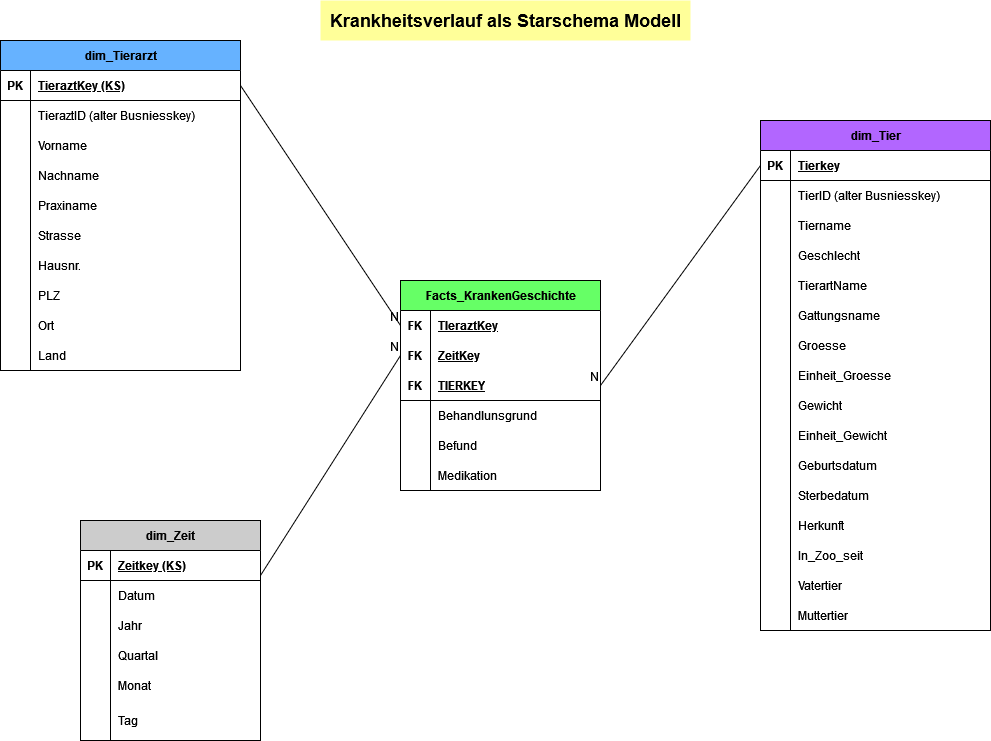 Krankheitsverlauf als Starschema Modell
dim_Tierarzt
PK TieraztKey (KS)
TieraztID (alter Busniesskey)
Vorname
Nachname
Praxiname
Strasse
Hausnr.
PLZ
Ort
Land
dim_Tier
PK Tierkey
TierID (alter Busniesskey)
Tiername
Geschlecht
TierartName
Gattungsname
Groesse
Einheit_Groesse
Gewicht
Einheit_Gewicht
Geburtsdatum
Sterbedatum
Herkunft
In_Zoo_seit
Vatertier
Muttertier
Facts_KrankenGeschichte
N FK TIeraztKey
N FK ZeitKey
FK TIERKEY N
Behandlunsgrund
Befund
Medikation
dim_Zeit
PK Zeitkey (KS)
Datum
Jahr
Quartal
Monat
Tag